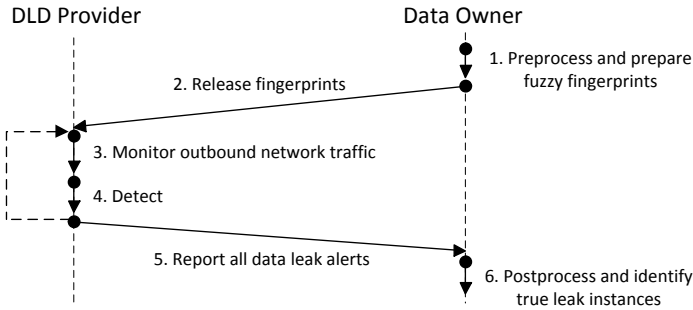 DLD Provider
Data Owner
1. Preprocess and prepare
fuzzy fingerprints
2. Release fingerprints
3. Monitor outbound network traffic
4. Detect
5. Report all data leak alerts
6. Postprocess and identify
true leak instances